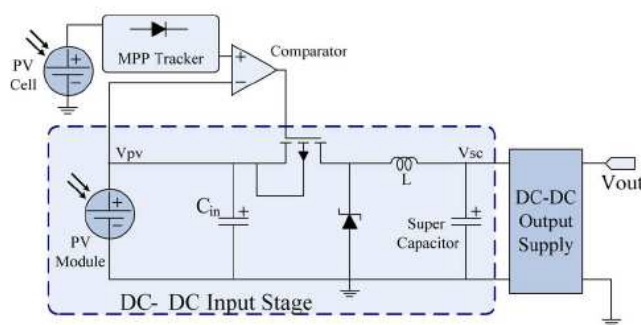 PV
Cell
MPP Tracker
+
−
Comparator
+
−
Vpv
Vsc
L
Cin
+
Super
Capacitor
+
PV
Module
+
−
DC- DC Input Stage
DC-DC
Output
Supply
Vout